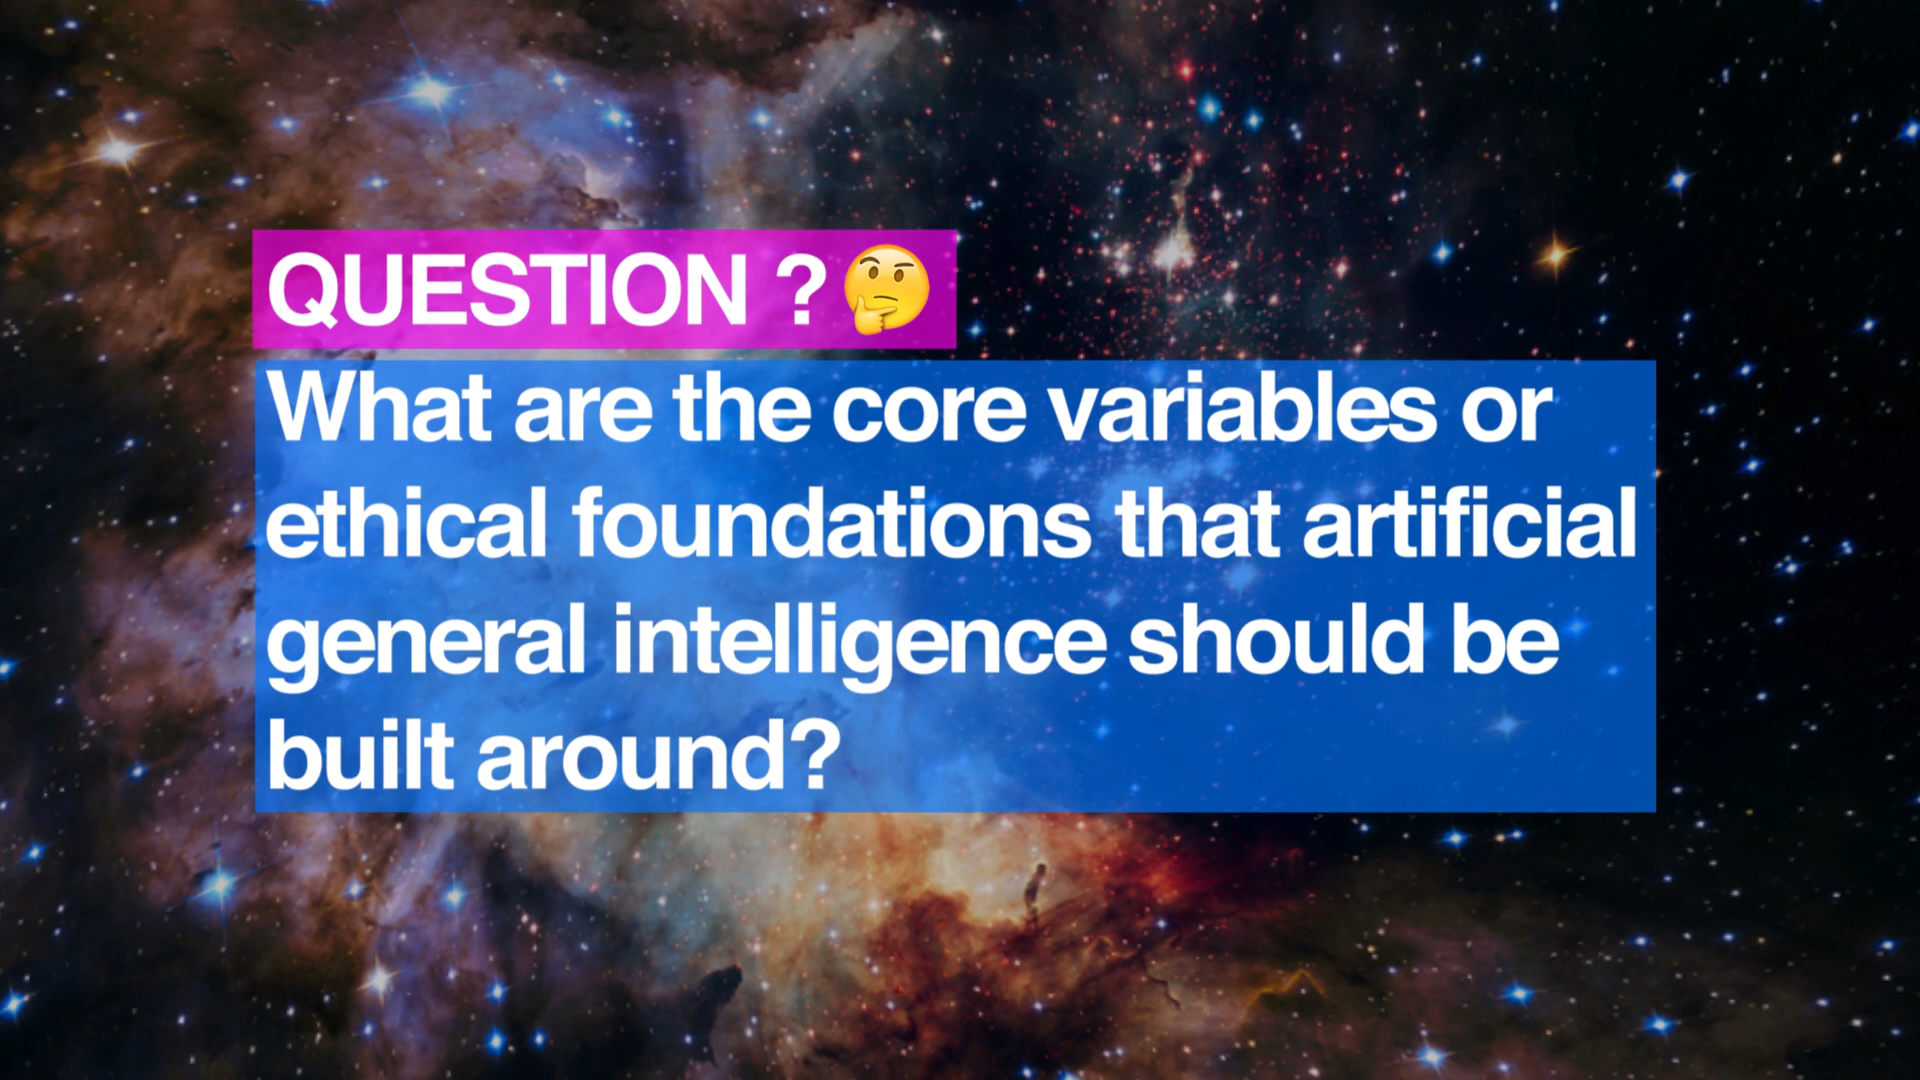 QUESTION ?🤔
What are the core variables or
ethical foundations that artificial
general intelligence should be
built around?